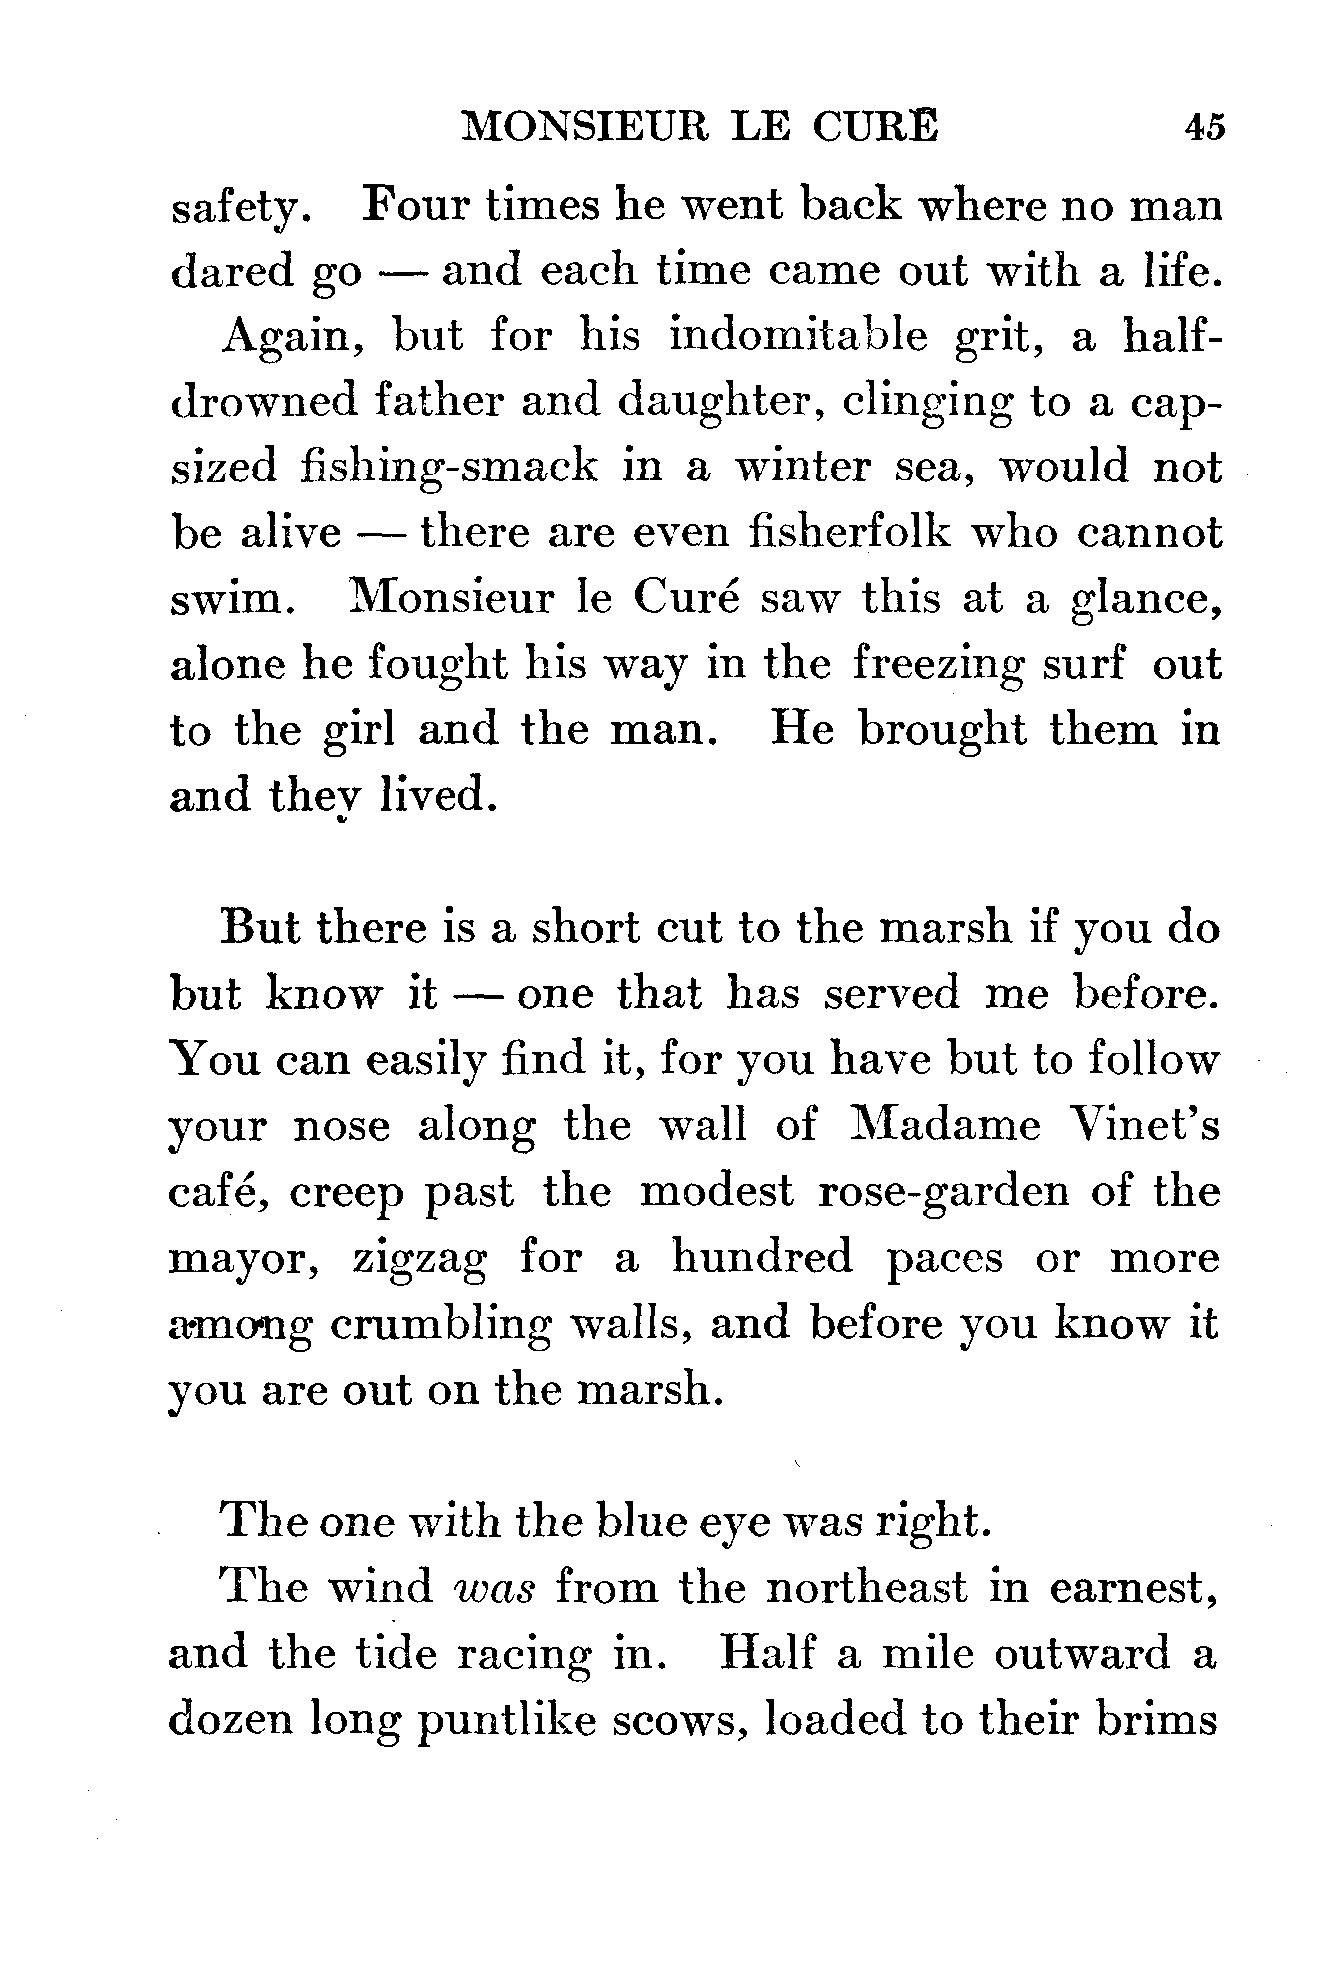 MONSIEUR LE CURÉ 45
safety. Four times he went back where no man
dared go — and each time came out with a life.
Again, but for his indomitable grit, a half-
drowned father and daughter, clinging to a cap-
sized fishing-smack in a winter sea, would not
be alive — there are even fisherfolk who cannot
swim. Monsieur le Curé saw this at a glance,
alone he fought his way in the freezing surf out
to the girl and the man. He brought them in
and they lived.
But there is a short cut to the marsh if you do
but know it — one that has served me before.
You can easily find it, for you have but to follow
your nose along the wall of Madame Vinet's
café, creep past the modest rose-garden of the
mayor, zigzag for a hundred paces or more
among crumbling walls, and before you know it
you are out on the marsh.
The one with the blue eye was right.
The wind was from the northeast in earnest,
and the tide racing in. Half a mile outward a
dozen long puntlike scows, loaded to their brims